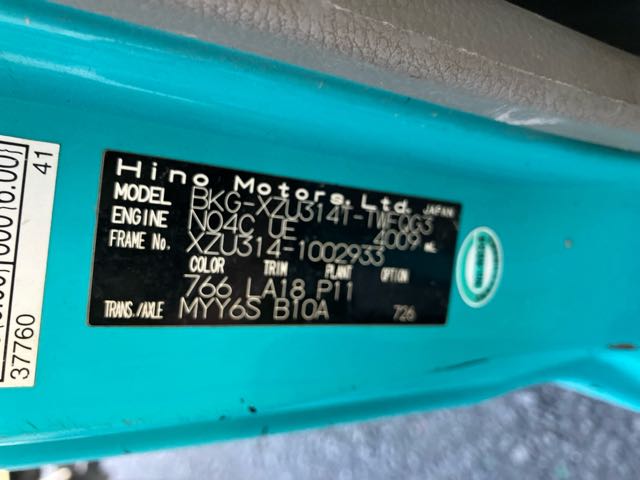 Hino Motors, Ltd. JAPAN
MODEL BKG-XZU314T-TWFQG3
ENGINE N04C UE 4009 mL
FRAME No. XZU314-1002933
COLOR TRIM PLANT OPTION
766 LA18 P11
TRANS./AXLE MYY6S B10A 726
41
37760